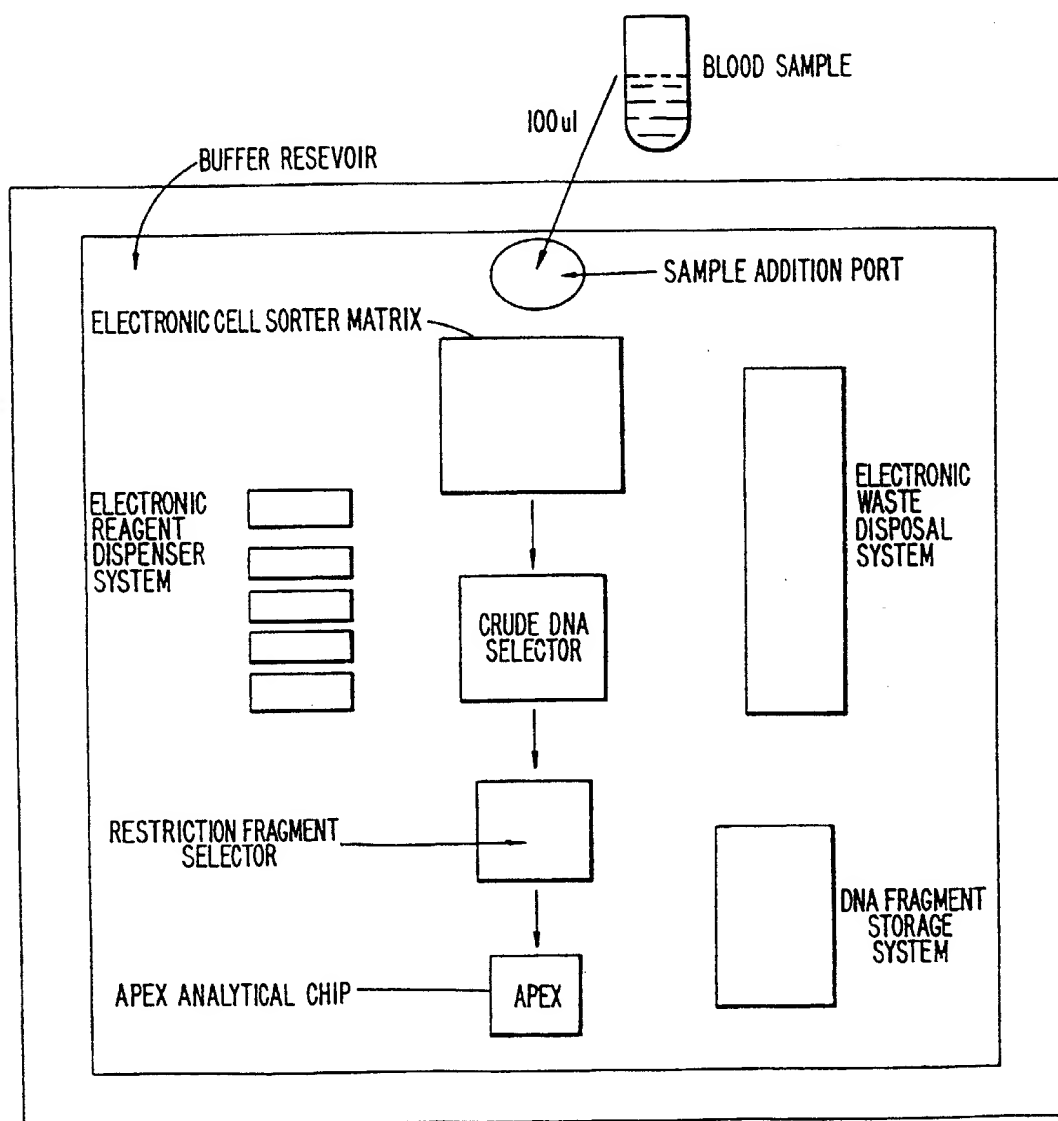 BLOOD SAMPLE
100ul
BUFFER RESEVOIR
SAMPLE ADDITION PORT
ELECTRONIC CELL SORTER MATRIX
ELECTRONIC
REAGENT
DISPENSER
SYSTEM
ELECTRONIC
WASTE
DISPOSAL
SYSTEM
CRUDE DNA
SELECTOR
RESTRICTION FRAGMENT
SELECTOR
DNA FRAGMENT
STORAGE
SYSTEM
APEX ANALYTICAL CHIP
APEX